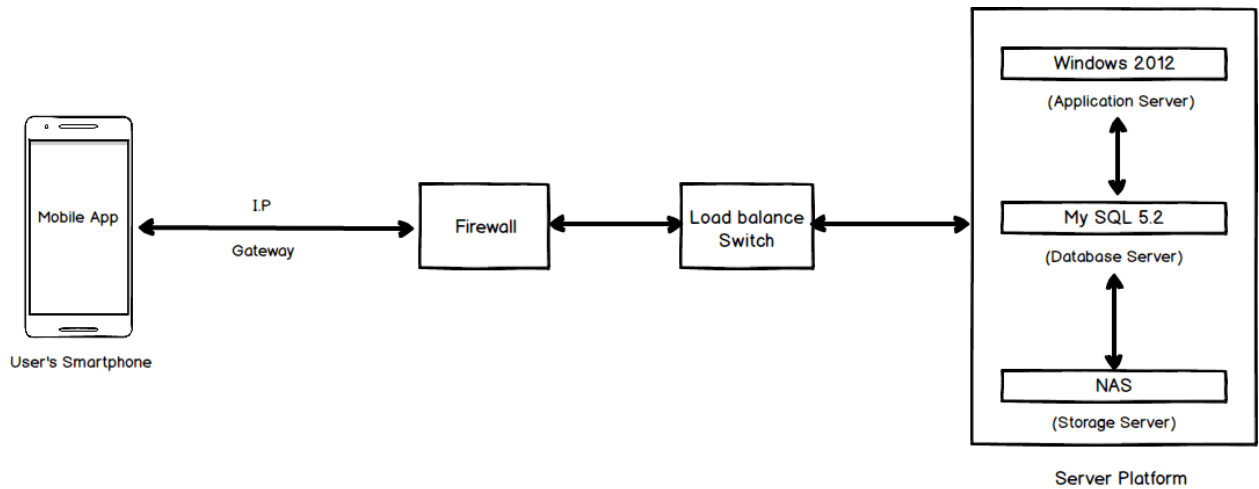 Mobile App
User's Smartphone
I.P
Gateway
Firewall
Load balance
Switch
Windows 2012
(Application Server)
My SQL 5.2
(Database Server)
NAS
(Storage Server)
Server Platform